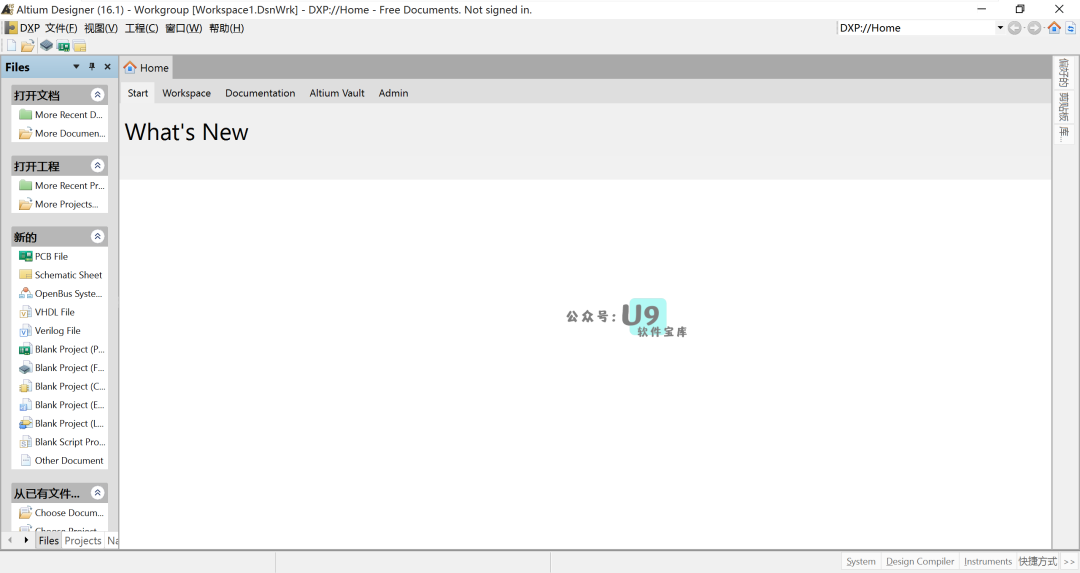 Altium Designer (16.1) - Workgroup [Workspace1.DsnWrk] - DXP://Home - Free Documents. Not signed in.
DXP 文件(F) 视图(V) 工程(C) 窗口(W) 帮助(H)
DXP://Home
Files
Home
Start Workspace Documentation Altium Vault Admin
What's New
打开文档
More Recent D...
More Documen...
打开工程
More Recent Pr...
More Projects...
新的
PCB File
Schematic Sheet
OpenBus Syste...
VHDL File
Verilog File
Blank Project (P...
Blank Project (F...
Blank Project (C...
Blank Project (E...
Blank Project (L...
Blank Script Pro...
Other Document
从已有文件...
Choose Docum...
Choose Project
Files Projects Na
公众号: U9
软件宝库
偏好的
剪贴板
库...
System Design Compiler Instruments 快捷方式 >>